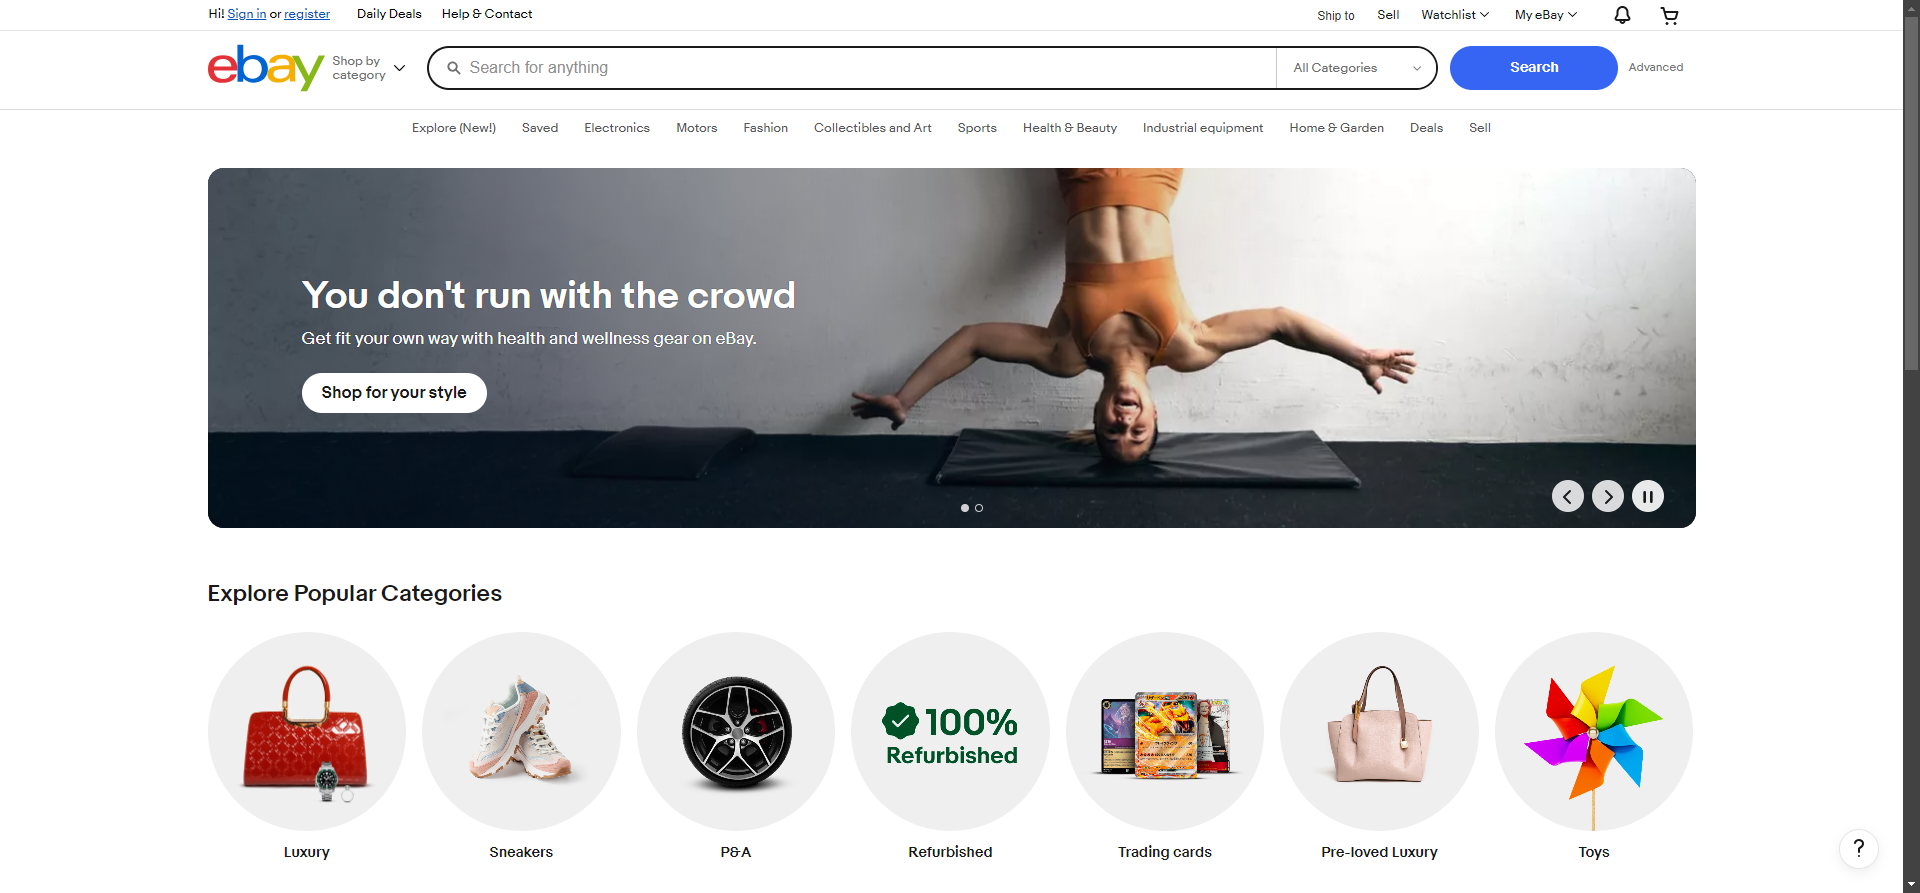 Hi! Sign in or register
Daily Deals
Help & Contact
Ship to
Sell
Watchlist
My eBay
ebay
Shop by
category
Search for anything
All Categories
Search
Advanced
Explore (New!)
Saved
Electronics
Motors
Fashion
Collectibles and Art
Sports
Health & Beauty
Industrial equipment
Home & Garden
Deals
Sell
You don't run with the crowd
Get fit your own way with health and wellness gear on eBay.
Shop for your style
Explore Popular Categories
100%
Refurbished
Luxury
Sneakers
P&A
Refurbished
Trading cards
Pre-loved Luxury
Toys
?